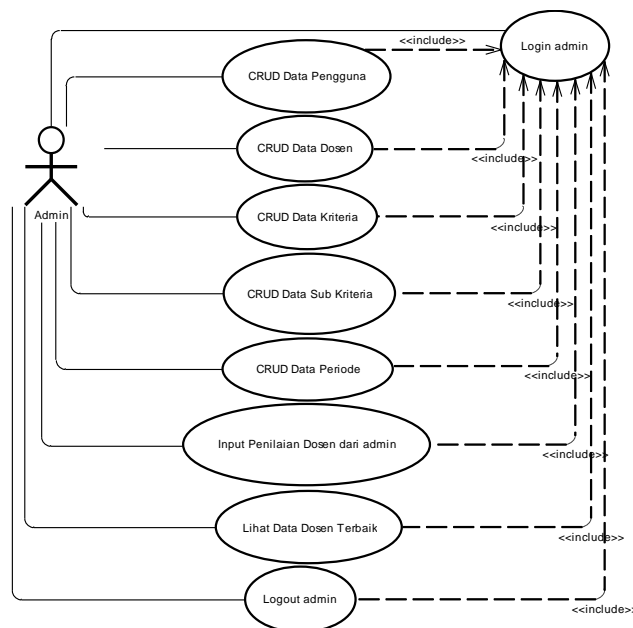 <<include>>
Login admin
CRUD Data Pengguna
CRUD Data Dosen
<<include>>
Admin
CRUD Data Kriteria
<<include>>
CRUD Data Sub Kriteria
<<include>>
CRUD Data Periode
<<include>>
Input Penilaian Dosen dari admin
<<include>>
Lihat Data Dosen Terbaik
<<include>>
Logout admin
<<include>>